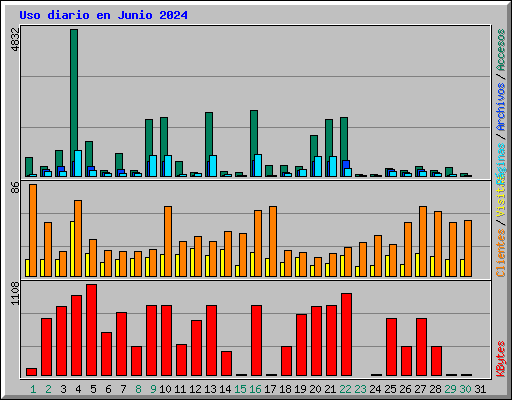 Uso diario en Junio 2024
4832
86
1108
Accesos / Archivos / Páginas
Clientes / Visitas
KBytes
1 2 3 4 5 6 7 8 9 10 11 12 13 14 15 16 17 18 19 20 21 22 23 24 25 26 27 28 29 30 31